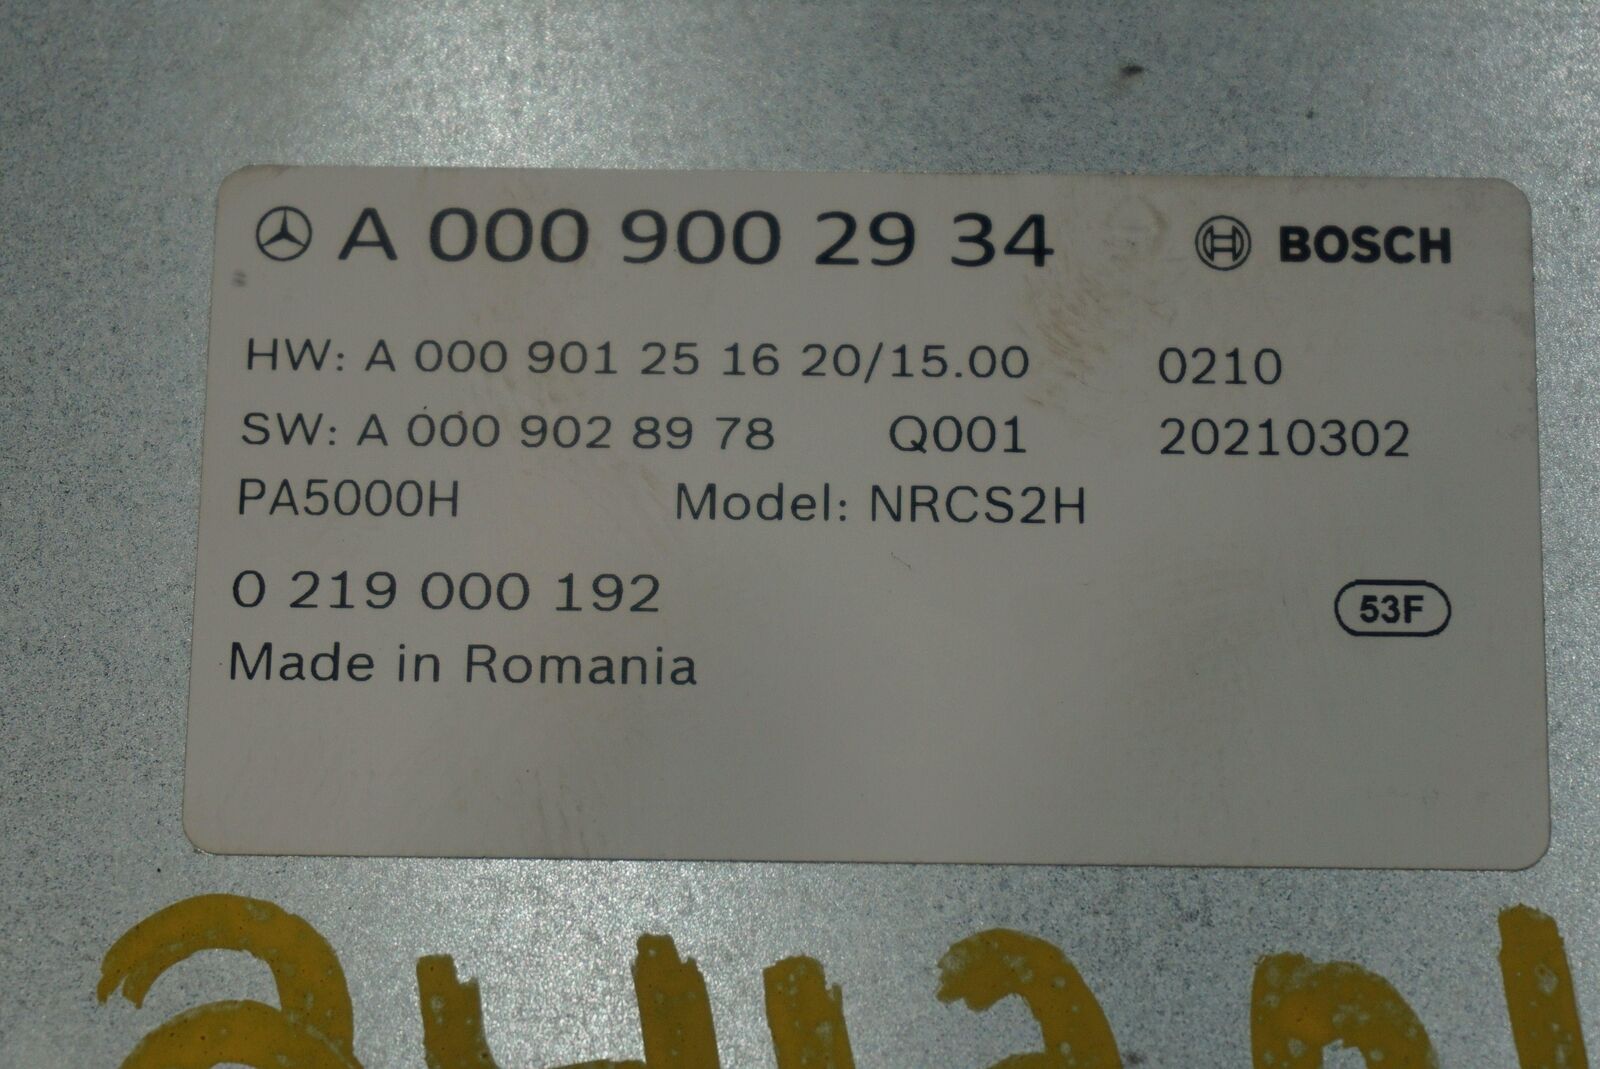 A 000 900 29 34 BOSCH
HW: A 000 901 25 16 20/15.00 0210
SW: A 000 902 89 78 Q001 20210302
PA5000H Model: NRCS2H
0 219 000 192
53F
Made in Romania